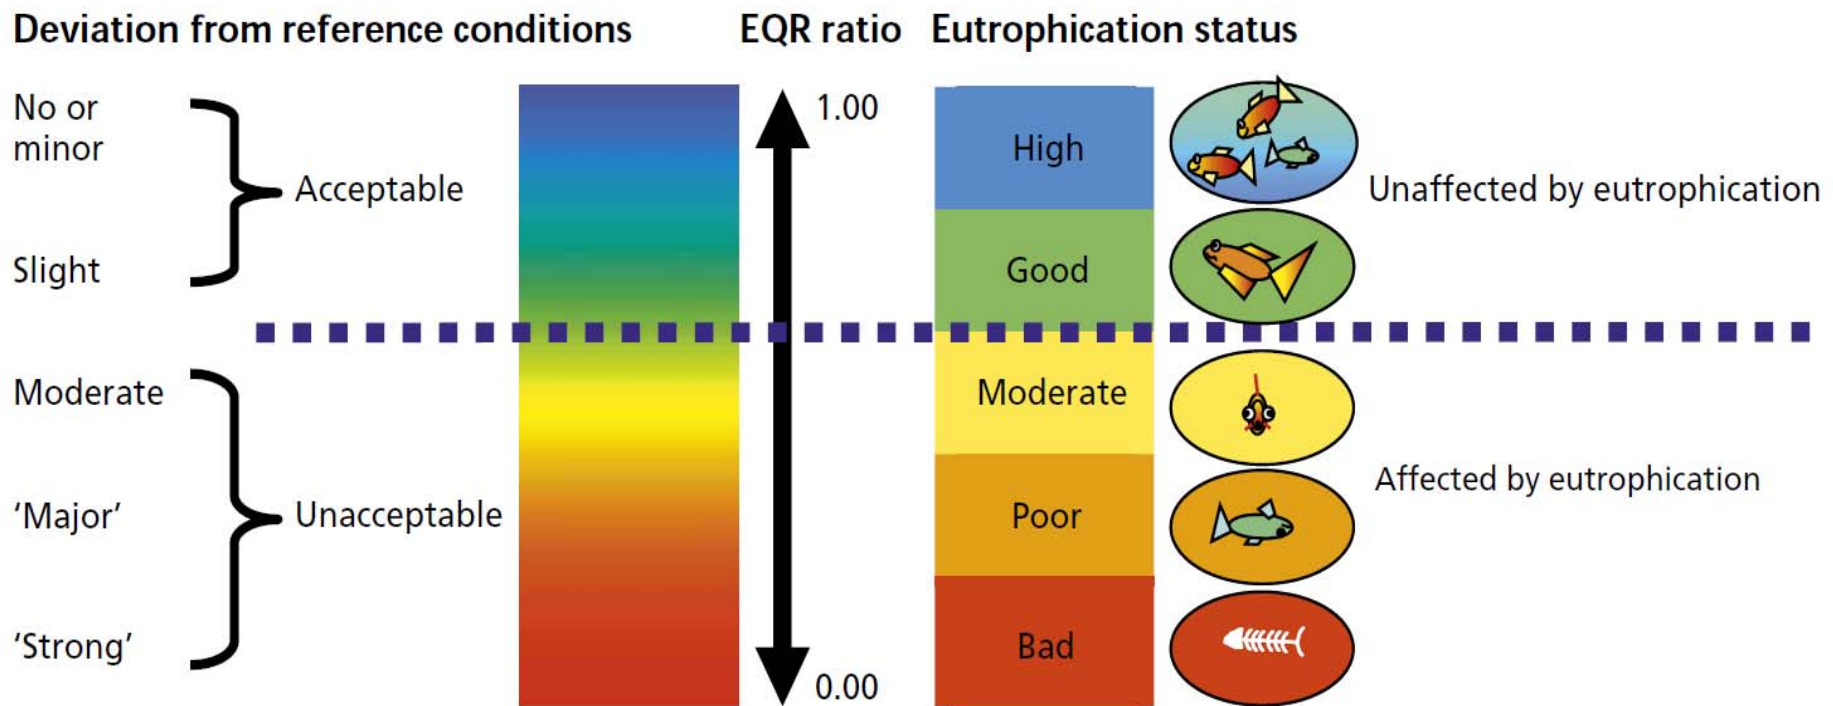 Deviation from reference conditions
EQR ratio
Eutrophication status
No or
minor
Acceptable
Slight
Moderate
‘Major’
Unacceptable
‘Strong’
1.00
0.00
High
Good
Moderate
Poor
Bad
Unaffected by eutrophication
Affected by eutrophication